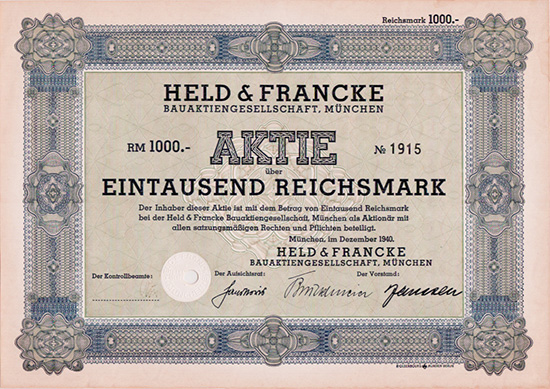 Reichsmark 1000.-
HELD & FRANCKE
BAUAKTIENGESELLSCHAFT, MÜNCHEN
RM 1000.- AKTIE № 1915
über
EINTAUSEND REICHSMARK
Der Inhaber dieser Aktie ist mit dem Betrag von Eintausend Reichsmark
bei der Held & Francke Bauaktiengesellschaft, München als Aktionär mit
allen satzungsmäßigen Rechten und Pflichten beteiligt.
München, im Dezember 1940.
HELD & FRANCKE
BAUAKTIENGESELLSCHAFT, MÜNCHEN
Der Kontrollbeamte: Der Aufsichtsrat: Der Vorstand: